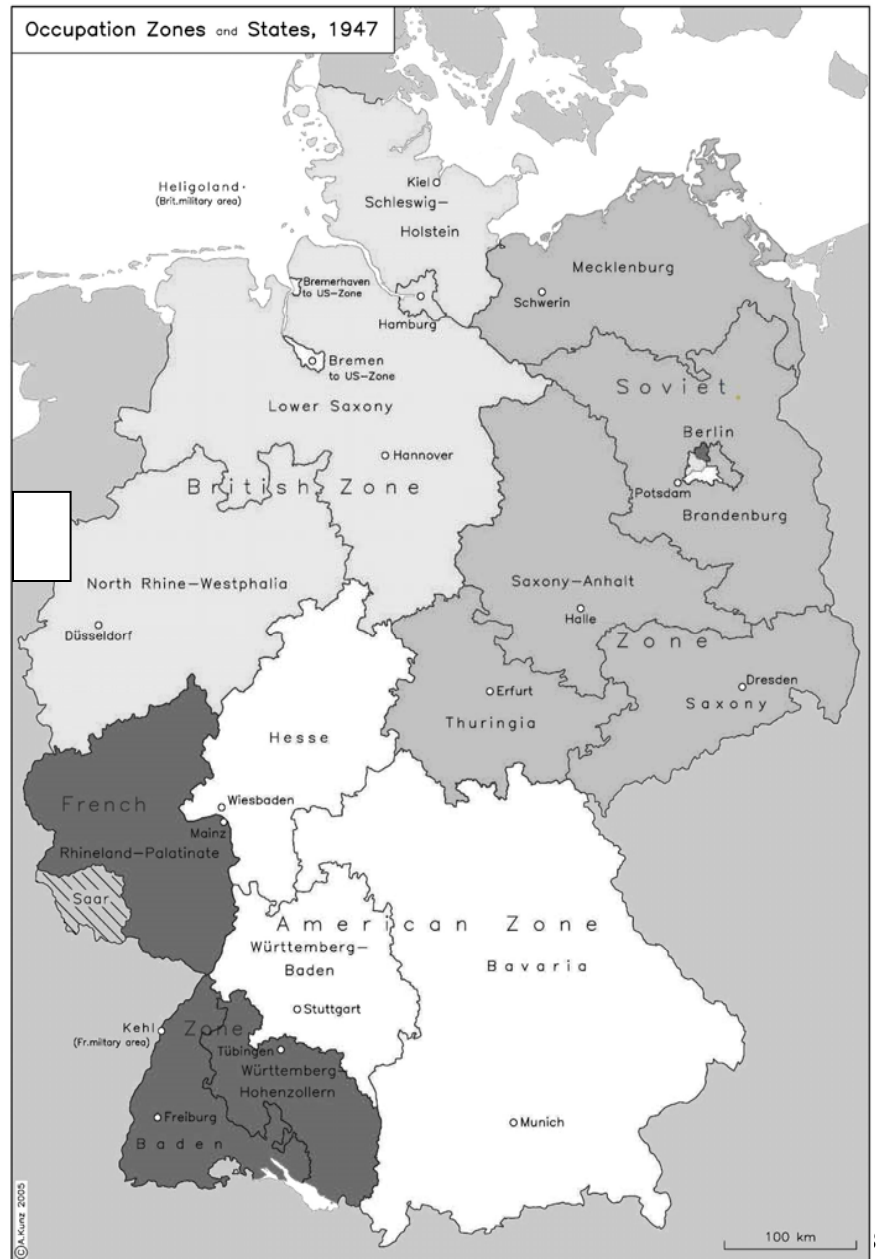 Occupation Zones and States, 1947
Heligoland
(Brit.military area)
Kiel
Schleswig–
Holstein
Mecklenburg
Schwerin
Bremerhaven
to US–Zone
Hamburg
Bremen
to US–Zone
Lower Saxony
Soviet
Berlin
Hannover
British Zone
Potsdam
Brandenburg
North Rhine–Westphalia
Saxony–Anhalt
Halle
Düsseldorf
Zone
Dresden
Saxony
Erfurt
Thuringia
Hesse
French
Wiesbaden
Mainz
Rhineland–Palatinate
Saar
American Zone
Württemberg–
Baden
Bavaria
Stuttgart
Kehl
(Fr.military area)
Zone
Tübingen
Württemberg–
Hohenzollern
Freiburg
Baden
Munich
100 km
©A.Kunz 2005